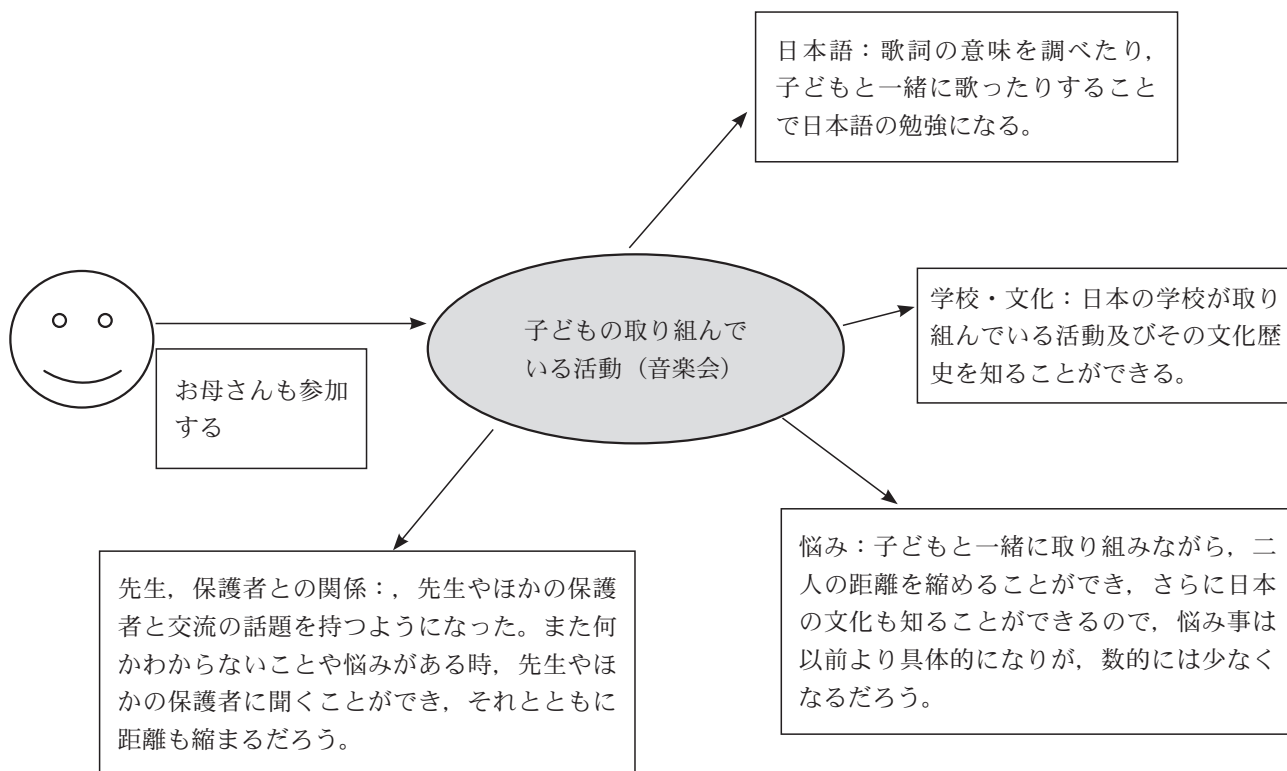 日本語：歌詞の意味を調べたり，
子どもと一緒に歌ったりすること
で日本語の勉強になる。
学校・文化：日本の学校が取り
組んでいる活動及びその文化歴
史を知ることができる。
子どもの取り組んで
いる活動（音楽会）
お母さんも参加
する
悩み：子どもと一緒に取り組みながら，二
人の距離を縮めることができ，さらに日本
の文化も知ることができるので，悩み事は
以前より具体的になりが，数的には少なく
なるだろう。
先生，保護者との関係：，先生やほかの保護
者と交流の話題を持つようになった。また何
かわからないことや悩みがある時，先生やほ
かの保護者に聞くことができ，それとともに
距離も縮まるだろう。